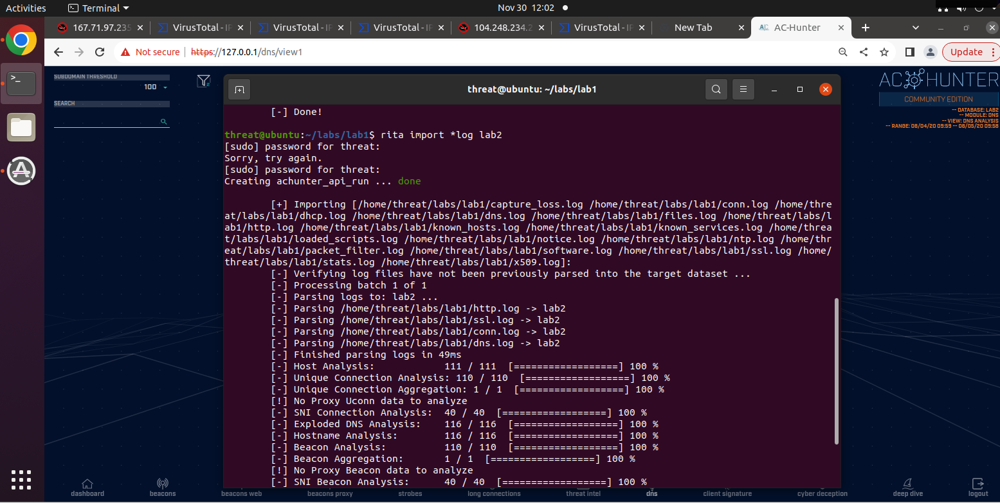 Activities
Terminal
Nov 30 12:02
167.71.97.235
VirusTotal - IP
VirusTotal - IP
VirusTotal - IP
104.248.234.2
VirusTotal - IP
New Tab
AC-Hunter
Not secure
https://127.0.0.1/dns/view1
Update
SUBDOMAIN THRESHOLD
100
SEARCH
AC HUNTER
COMMUNITY EDITION
-- DATABASE: LAB2
-- MODULE: DNS
-- VIEW: DNS ANALYSIS
-- RANGE: 08/04/20 09:59 -- 08/05/20 09:58
threat@ubuntu: ~/labs/lab1
[-] Done!
threat@ubuntu:~/labs/lab1$ rita import *log lab2
[sudo] password for threat:
Sorry, try again.
[sudo] password for threat:
Creating achunter_api_run ... done
[+] Importing [/home/threat/labs/lab1/capture_loss.log /home/threat/labs/lab1/conn.log /home/thre
at/labs/lab1/dhcp.log /home/threat/labs/lab1/dns.log /home/threat/labs/lab1/files.log /home/threat/labs/l
ab1/http.log /home/threat/labs/lab1/known_hosts.log /home/threat/labs/lab1/known_services.log /home/threa
t/labs/lab1/loaded_scripts.log /home/threat/labs/lab1/notice.log /home/threat/labs/lab1/ntp.log /home/thr
eat/labs/lab1/packet_filter.log /home/threat/labs/lab1/software.log /home/threat/labs/lab1/ssl.log /home/
threat/labs/lab1/stats.log /home/threat/labs/lab1/x509.log]:
[-] Verifying log files have not been previously parsed into the target dataset ...
[-] Processing batch 1 of 1
[-] Parsing logs to: lab2 ...
[-] Parsing /home/threat/labs/lab1/http.log -> lab2
[-] Parsing /home/threat/labs/lab1/ssl.log -> lab2
[-] Parsing /home/threat/labs/lab1/conn.log -> lab2
[-] Parsing /home/threat/labs/lab1/dns.log -> lab2
[-] Finished parsing logs in 49ms
[-] Host Analysis: 111 / 111 [==================] 100 %
[-] Unique Connection Analysis: 110 / 110 [==================] 100 %
[-] Unique Connection Aggregation: 1 / 1 [==================] 100 %
[!] No Proxy Uconn data to analyze
[-] SNI Connection Analysis: 40 / 40 [==================] 100 %
[-] Exploded DNS Analysis: 116 / 116 [==================] 100 %
[-] Hostname Analysis: 116 / 116 [==================] 100 %
[-] Beacon Analysis: 110 / 110 [==================] 100 %
[-] Beacon Aggregation: 1 / 1 [==================] 100 %
[!] No Proxy Beacon data to analyze
[-] SNI Beacon Analysis: 40 / 40 [==================] 100 %
dashboard
beacons
beacons web
beacons proxy
strobes
long connections
threat intel
dns
client signature
cyber deception
deep dive
logout